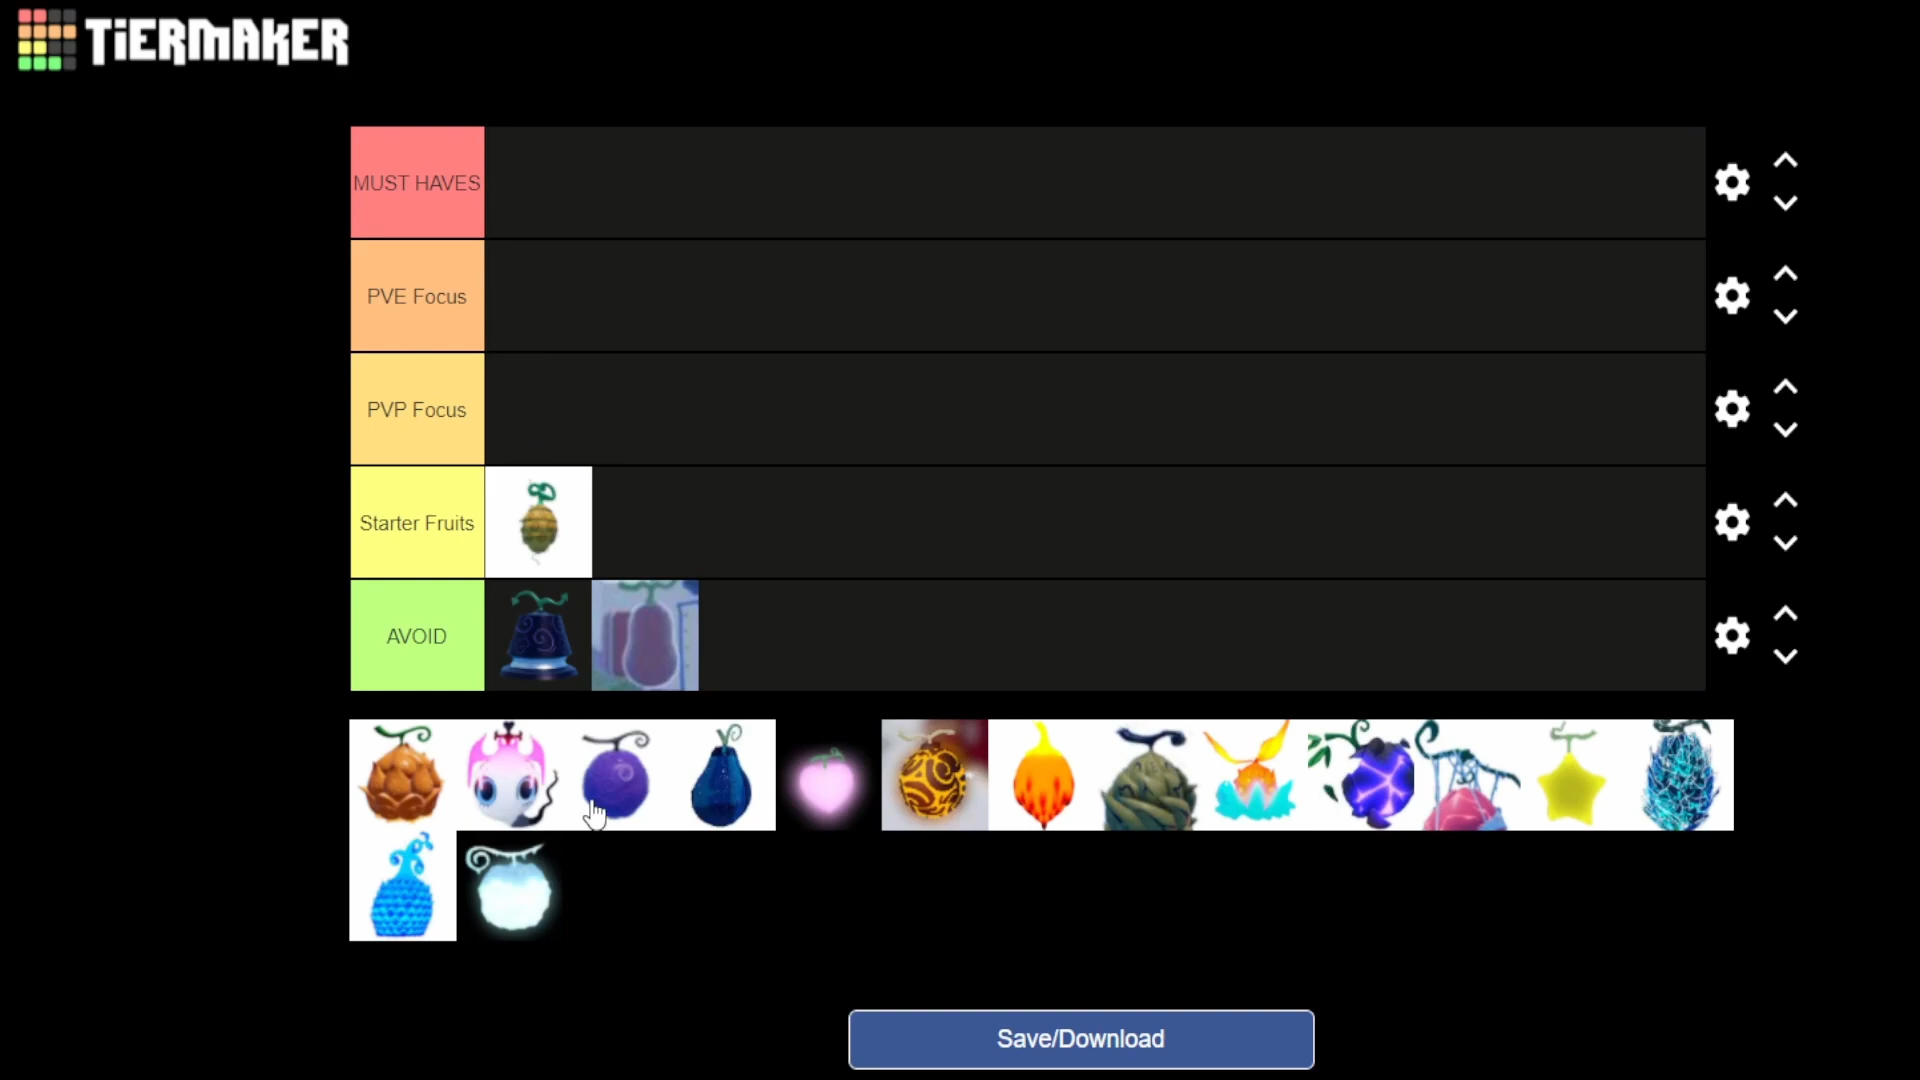 TiERMAKER
MUST HAVES
PVE Focus
PVP Focus
Starter Fruits
AVOID
Save/Download